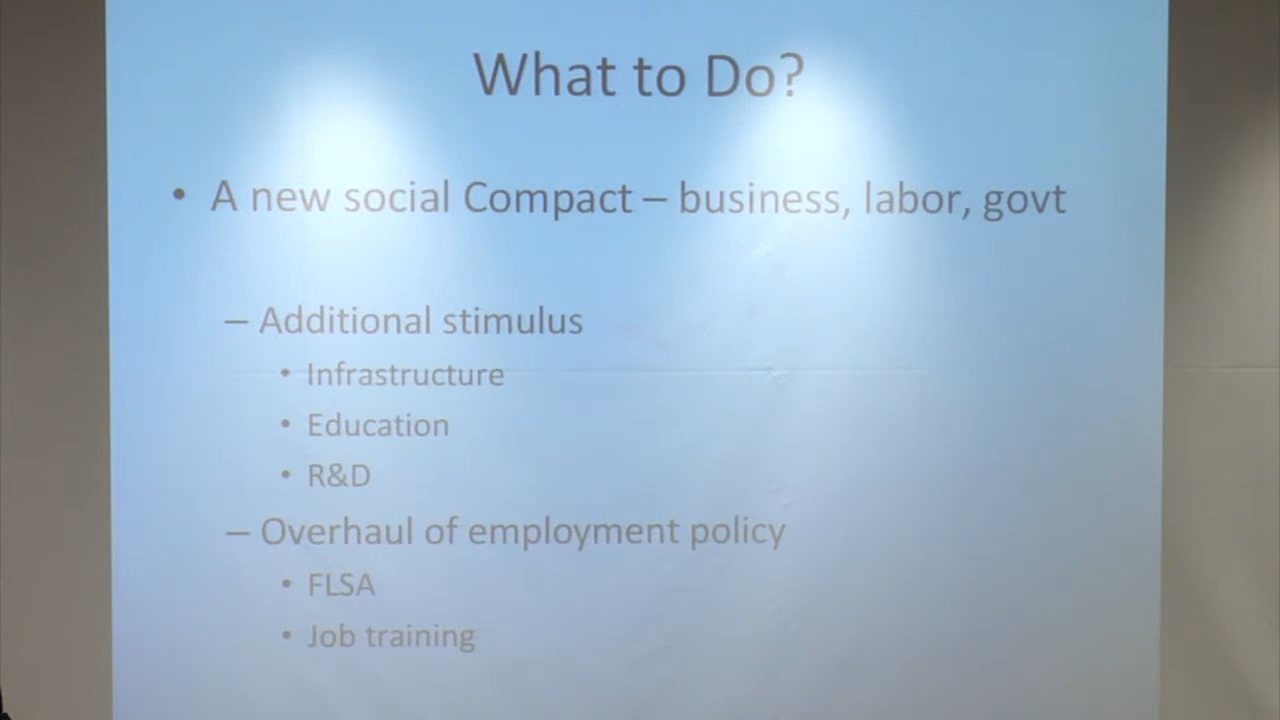 What to Do?
• A new social Compact – business, labor, govt
– Additional stimulus
• Infrastructure
• Education
• R&D
– Overhaul of employment policy
• FLSA
• Job training